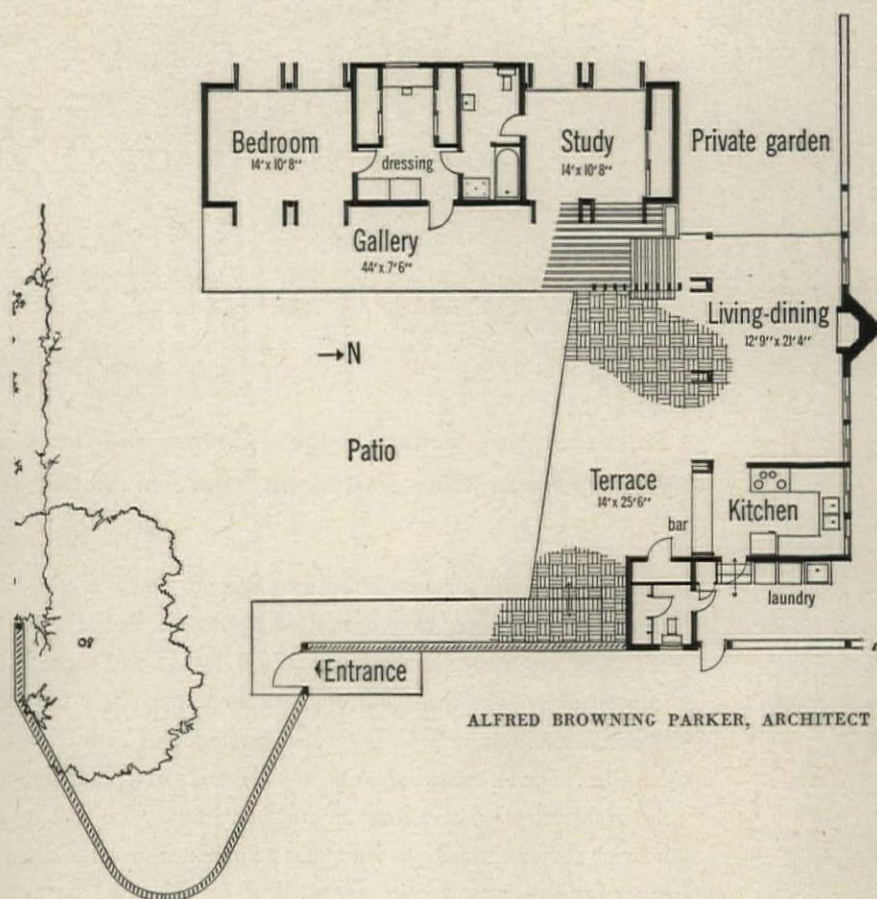 Bedroom
14' x 10' 8"
dressing
Study
14' x 10' 8"
Private garden
Gallery
44' x 7' 6"
Living-dining
12' 9" x 21' 4"
→N
Patio
Terrace
14' x 25' 6"
bar
Kitchen
laundry
Entrance
ALFRED BROWNING PARKER, ARCHITECT